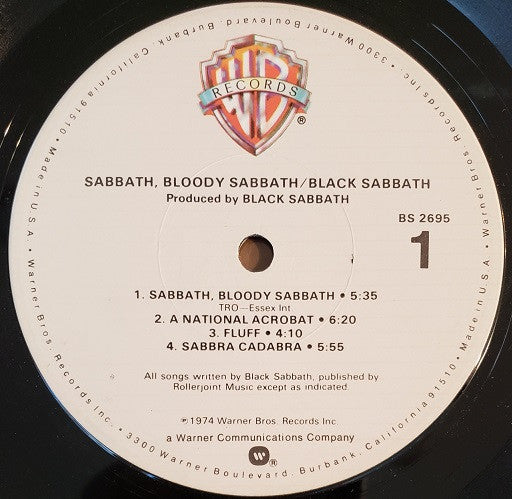 WB
RECORDS
®
SABBATH, BLOODY SABBATH/BLACK SABBATH
Produced by BLACK SABBATH
BS 2695
1
1. SABBATH, BLOODY SABBATH • 5:35
TRO—Essex Int.
2. A NATIONAL ACROBAT • 6:20
3. FLUFF • 4:10
4. SABBRA CADABRA • 5:55
All songs written by Black Sabbath, published by
Rollerjoint Music except as indicated.
℗ 1974 Warner Bros. Records Inc.
a Warner Communications Company
W ®
Warner Bros. Records Inc. • 3300 Warner Boulevard, Burbank, California 91510 • Made in U.S.A. • Warner Bros. Records Inc. • 3300 Warner Boulevard, Burbank, California 91510 • Made in U.S.A. •